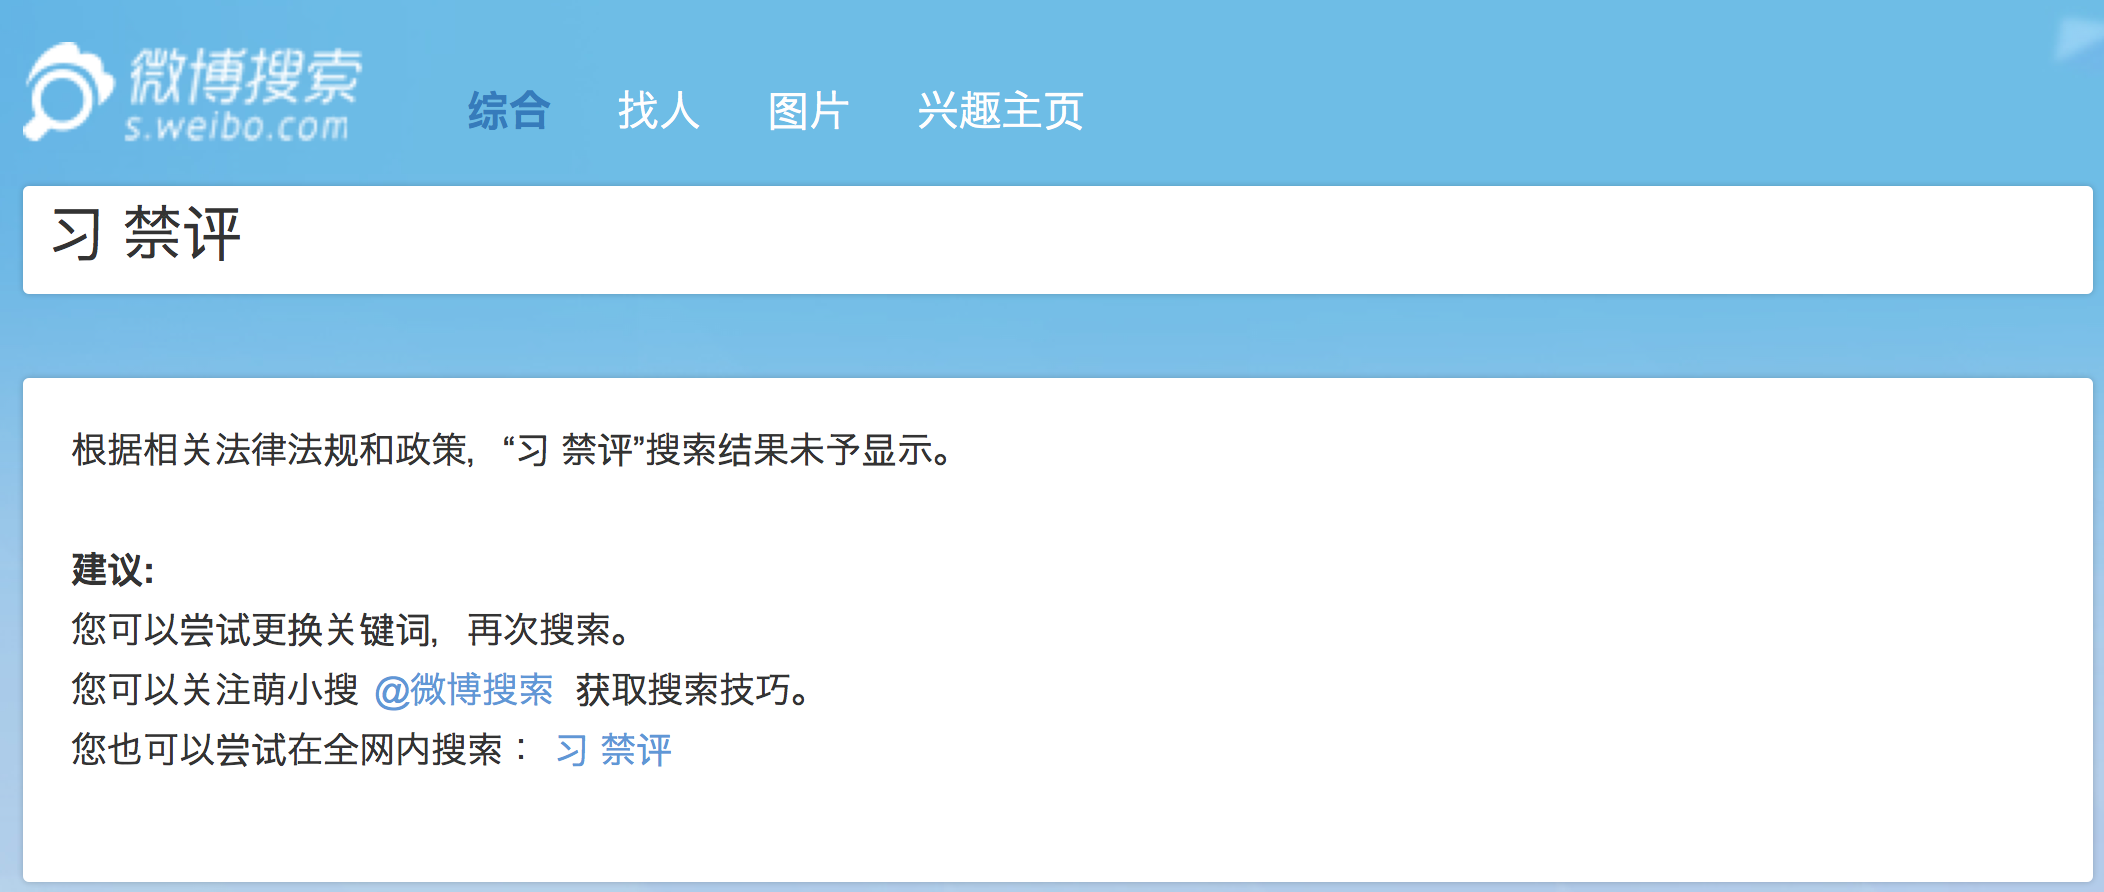 微博搜索
s.weibo.com
综合 找人 图片 兴趣主页
习 禁评
根据相关法律法规和政策，“习 禁评”搜索结果未予显示。
建议:
您可以尝试更换关键词，再次搜索。
您可以关注萌小搜 @微博搜索 获取搜索技巧。
您也可以尝试在全网内搜索： 习 禁评